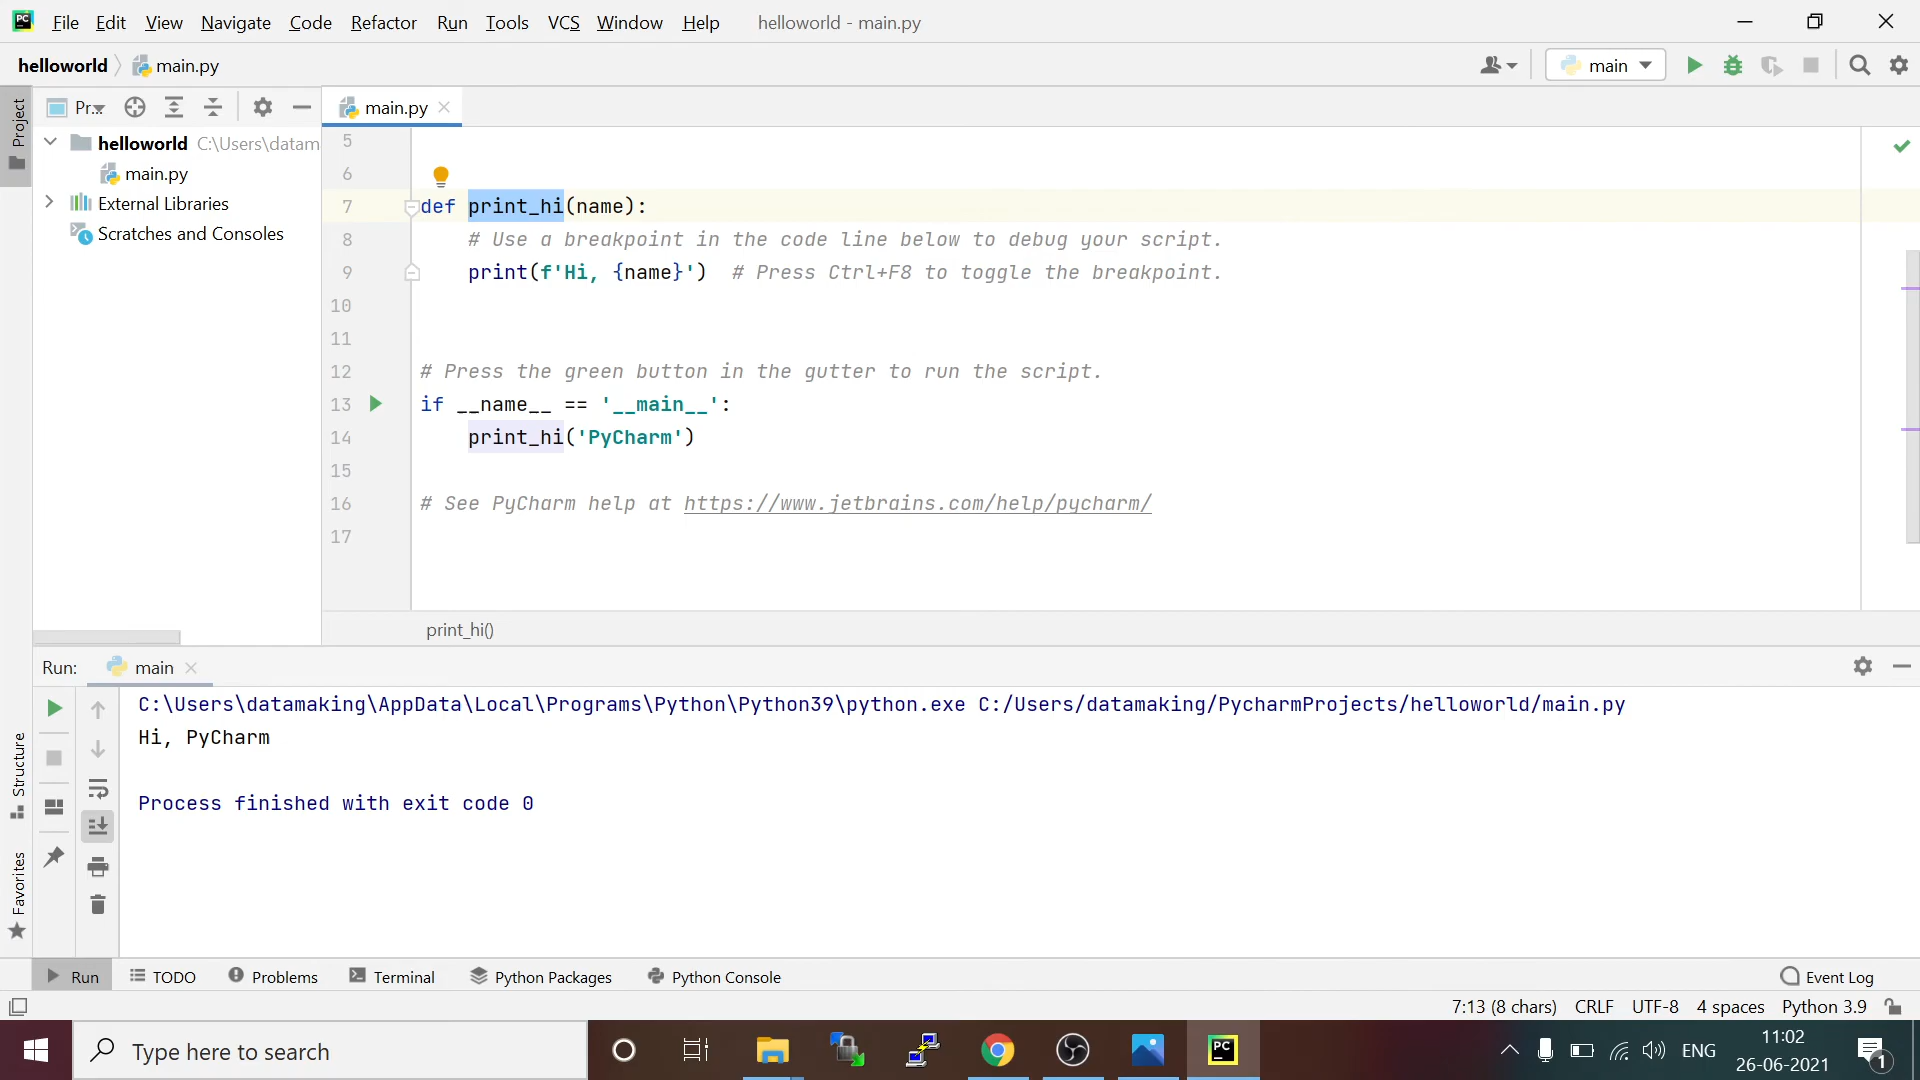 File Edit View Navigate Code Refactor Run Tools VCS Window Help helloworld - main.py
helloworld main.py main
Project
Pr... main.py
helloworld C:\Users\datam
main.py
External Libraries
Scratches and Consoles
5
6
7 def print_hi(name):
8 # Use a breakpoint in the code line below to debug your script.
9 print(f'Hi, {name}') # Press Ctrl+F8 to toggle the breakpoint.
10
11
12 # Press the green button in the gutter to run the script.
13 if __name__ == '__main__':
14 print_hi('PyCharm')
15
16 # See PyCharm help at https://www.jetbrains.com/help/pycharm/
17
print_hi()
Run: main
C:\Users\datamaking\AppData\Local\Programs\Python\Python39\python.exe C:/Users/datamaking/PycharmProjects/helloworld/main.py
Hi, PyCharm
Process finished with exit code 0
Structure
Favorites
Run TODO Problems Terminal Python Packages Python Console Event Log
7:13 (8 chars) CRLF UTF-8 4 spaces Python 3.9
Type here to search
PC
ENG
11:02
26-06-2021
1